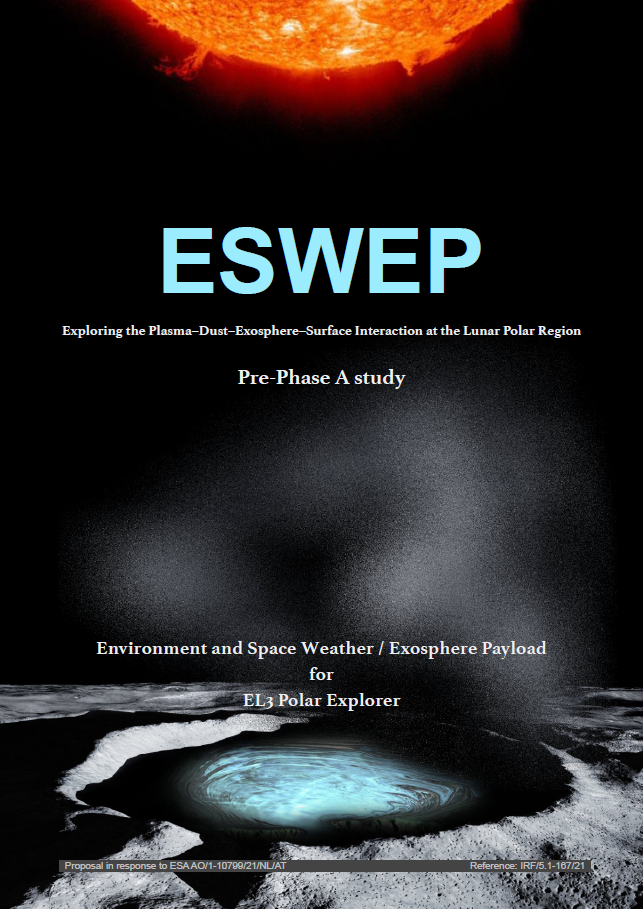 ESWEP
Exploring the Plasma–Dust–Exosphere–Surface Interaction at the Lunar Polar Region
Pre-Phase A study
Environment and Space Weather / Exosphere Payload
for
EL3 Polar Explorer
Proposal in response to ESA AO/1-10799/21/NL/AT Reference: IRF/5.1-167/21